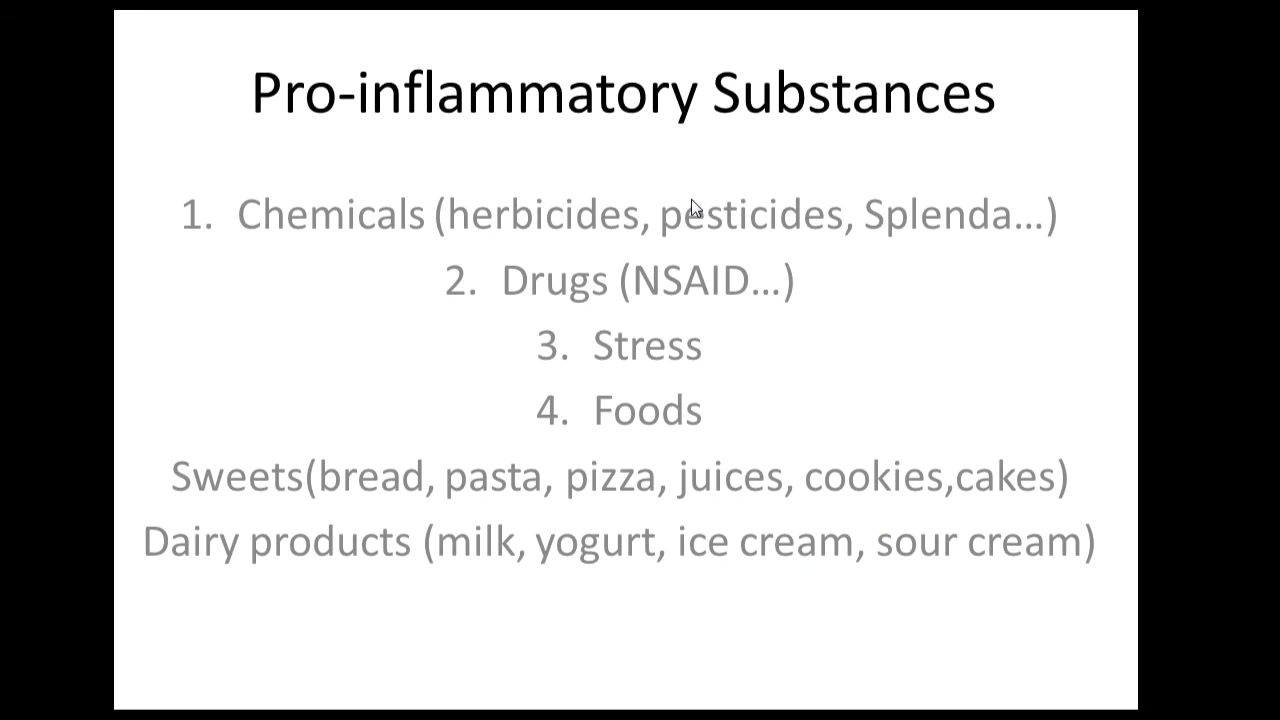 Pro-inflammatory Substances
1. Chemicals (herbicides, pesticides, Splenda...)
2. Drugs (NSAID...)
3. Stress
4. Foods
Sweets(bread, pasta, pizza, juices, cookies,cakes)
Dairy products (milk, yogurt, ice cream, sour cream)